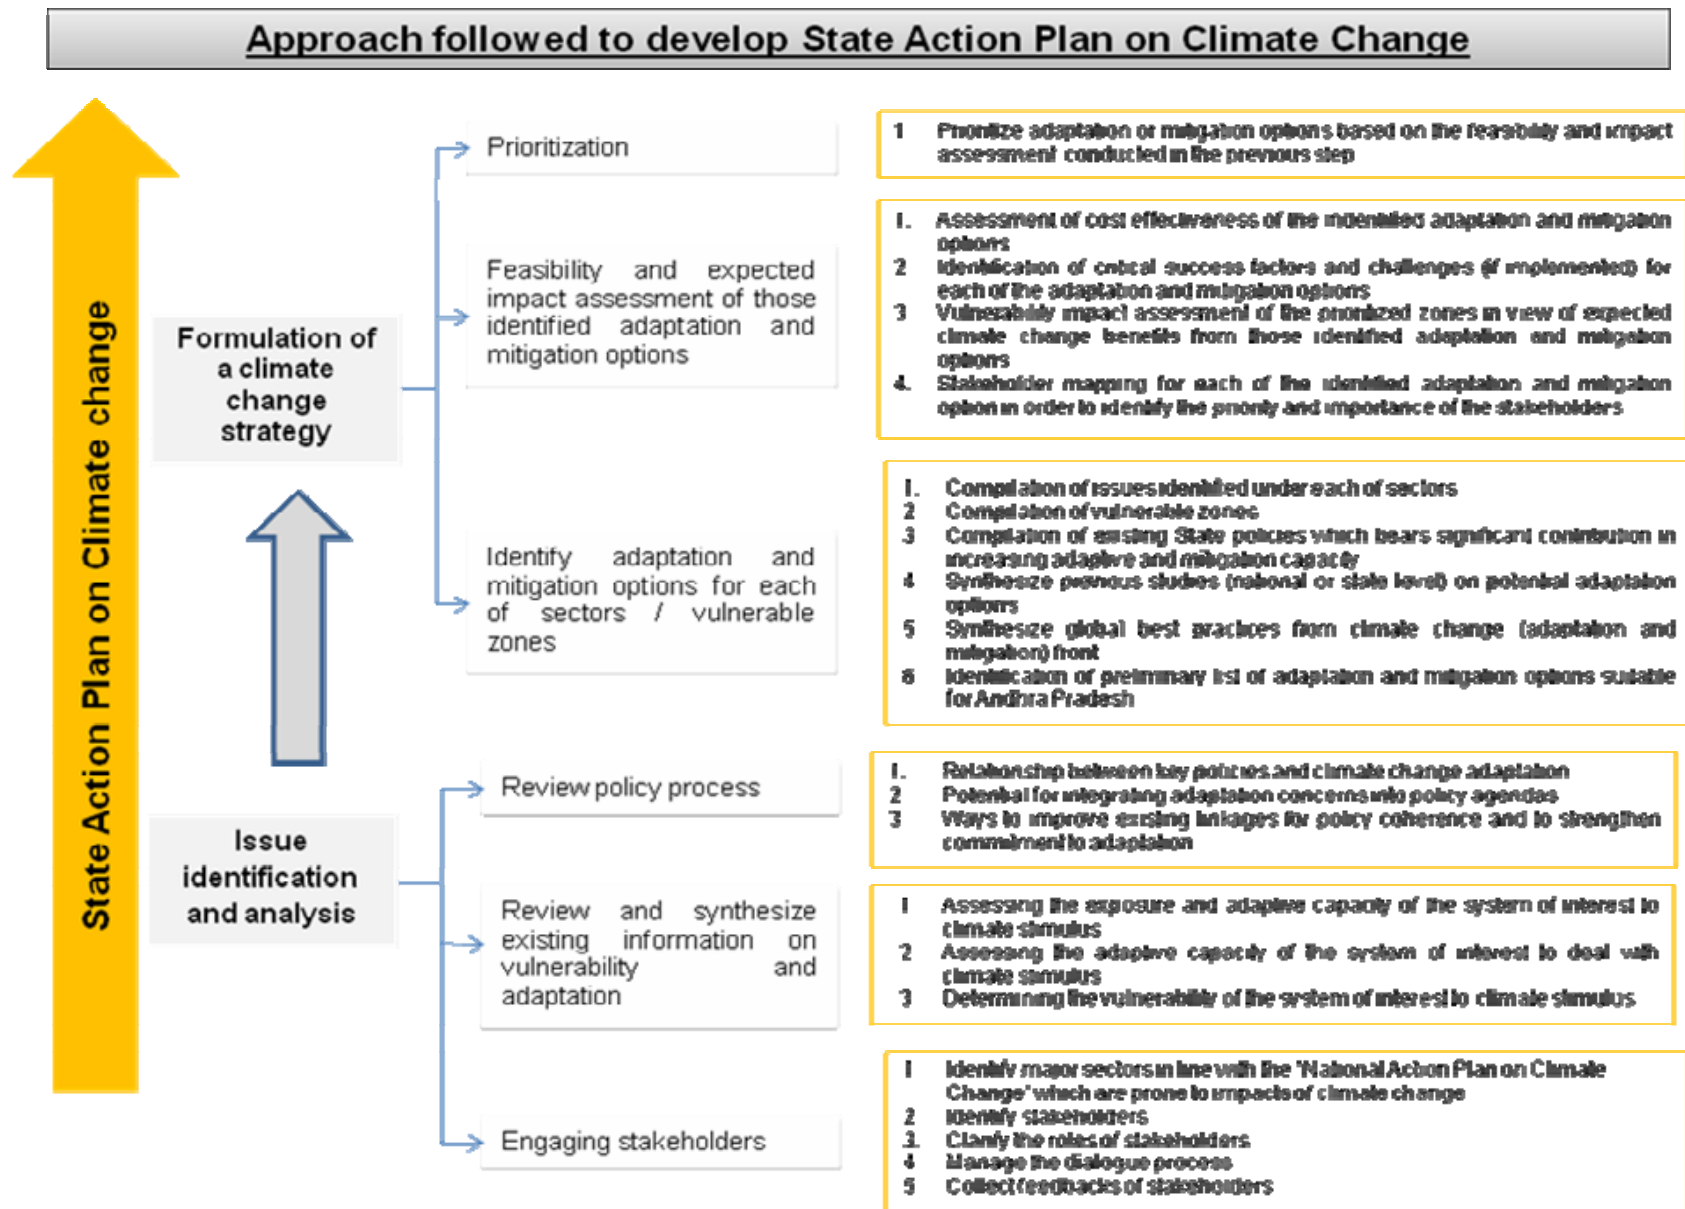 Approach followed to develop State Action Plan on Climate Change
State Action Plan on Climate change
Formulation of
a climate
change
strategy
Prioritization
1 Prioritize adaptation or mitigation options based on the feasibility and impact
assessment conducted in the previous step
Feasibility and expected
impact assessment of those
identified adaptation and
mitigation options
1. Assessment of cost effectiveness of the indentified adaptation and mitigation
options
2 Identification of critical success factors and challenges (if implemented) for
each of the adaptation and mitigation options
3 Vulnerability impact assessment of the prioritized zones in view of expected
climate change benefits from those identified adaptation and mitigation
options
4. Stakeholder mapping for each of the identified adaptation and mitigation
option in order to identify the priority and importance of the stakeholders
Identify adaptation and
mitigation options for each
of sectors / vulnerable
zones
1. Compilation of issues identified under each of sectors
2 Compilation of vulnerable zones
3 Compilation of existing State policies which bears significant contribution in
increasing adaptive and mitigation capacity
4 Synthesize previous studies (national or state level) on potential adaptation
options
5 Synthesize global best practices from climate change (adaptation and
mitigation) front
6 Identification of preliminary list of adaptation and mitigation options suitable
for Andhra Pradesh
Issue
identification
and analysis
Review policy process
1. Relationship between key policies and climate change adaptation
2 Potential for integrating adaptation concerns into policy agendas
3 Ways to improve existing linkages for policy coherence and to strengthen
commitment to adaptation
Review and synthesize
existing information on
vulnerability and
adaptation
1 Assessing the exposure and adaptive capacity of the system of interest to
climate stimulus
2 Assessing the adaptive capacity of the system of interest to deal with
climate stimulus
3 Determining the vulnerability of the system of interest to climate stimulus
Engaging stakeholders
1 Identify major sectors in line with the 'National Action Plan on Climate
Change' which are prone to impacts of climate change
2 Identify stakeholders
3. Clarify the roles of stakeholders
4 Manage the dialogue process
5 Collect feedbacks of stakeholders